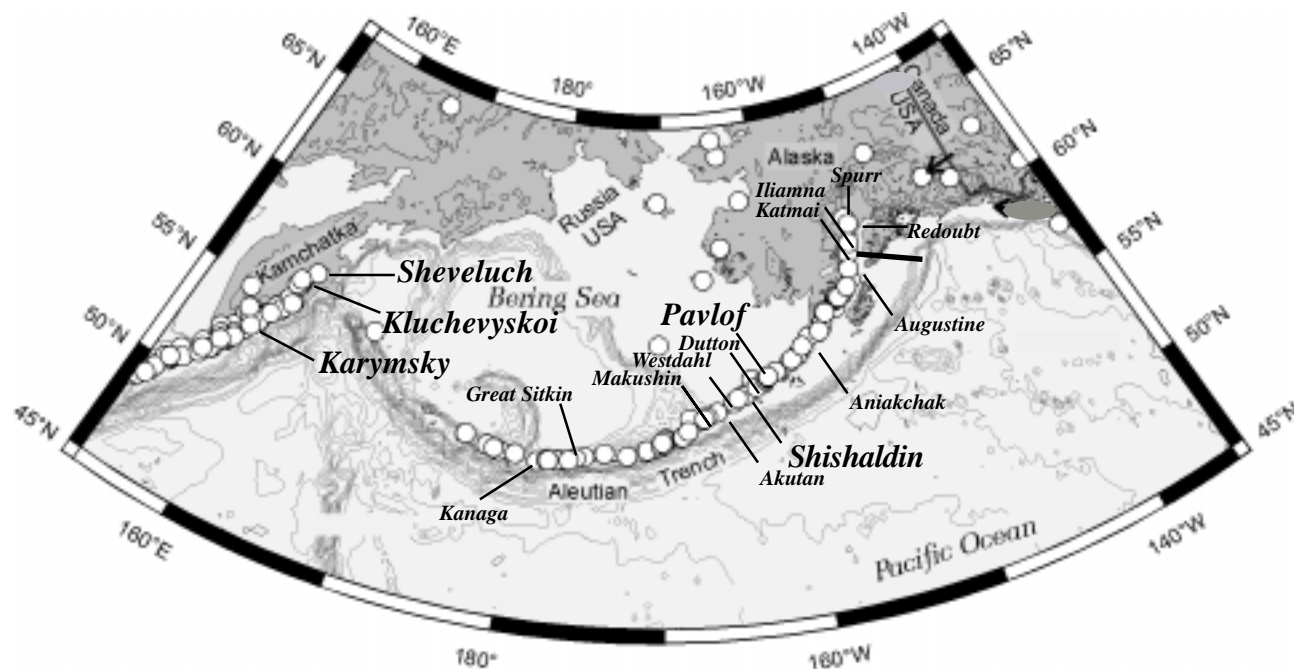 160°E
140°W
65°N
65°N
180°
160°W
Canada
USA
60°N
60°N
Alaska
Spurr
Iliamna
Katmai
Russia
USA
Redoubt
55°N
55°N
Kamchatka
Sheveluch
Bering Sea
Kluchevyskoi
Pavlof
Augustine
50°N
50°N
Karymsky
Dutton
Westdahl
Makushin
Great Sitkin
Aniakchak
45°N
45°N
Shishaldin
Trench
Akutan
Aleutian
Kanaga
Pacific Ocean
160°E
140°W
180°
160°W